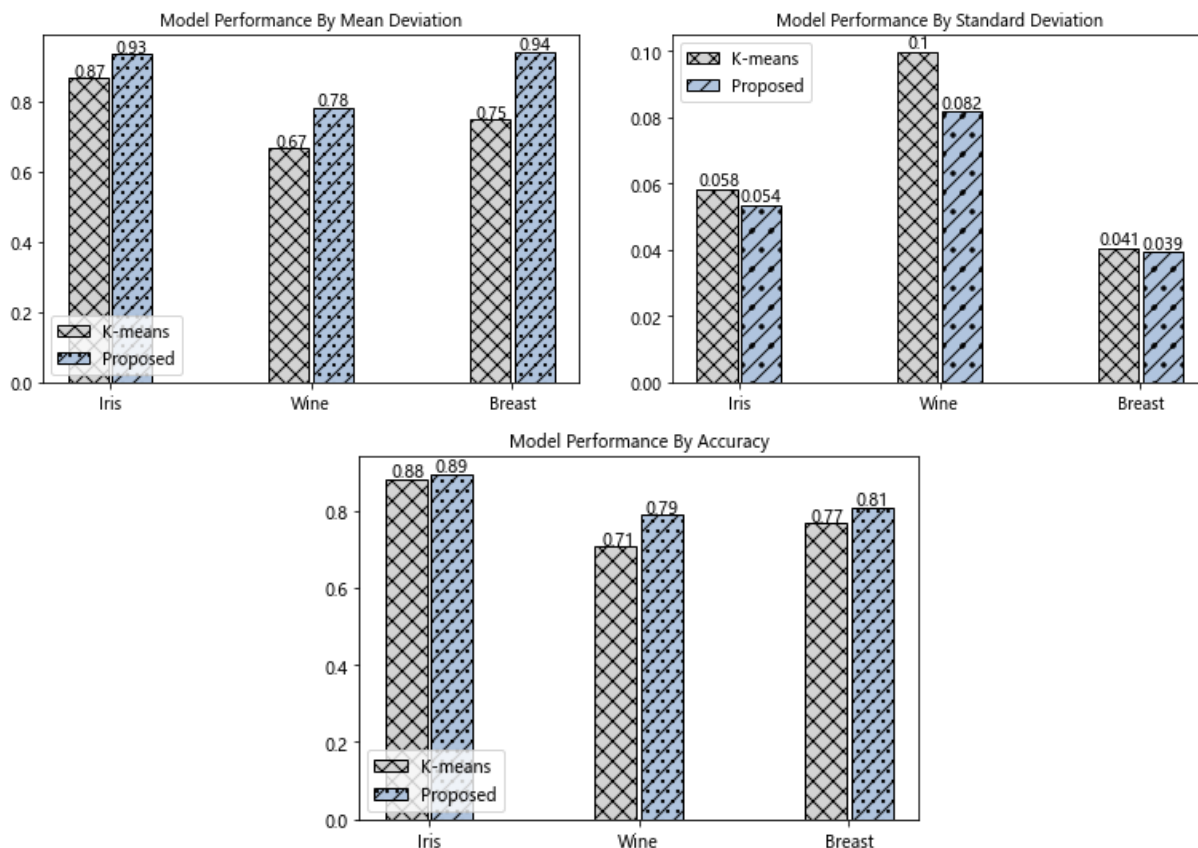 Model Performance By Mean Deviation
0.93
0.94
0.87
0.8
0.78
0.75
0.67
0.6
0.4
0.2
K-means
Proposed
0.0
Iris Wine Breast
Model Performance By Standard Deviation
0.10
0.1
K-means
Proposed
0.08
0.082
0.06
0.058
0.054
0.04
0.041
0.039
0.02
0.00
Iris Wine Breast
Model Performance By Accuracy
0.88
0.89
0.8
0.79
0.81
0.77
0.71
0.6
0.4
0.2
K-means
Proposed
0.0
Iris Wine Breast